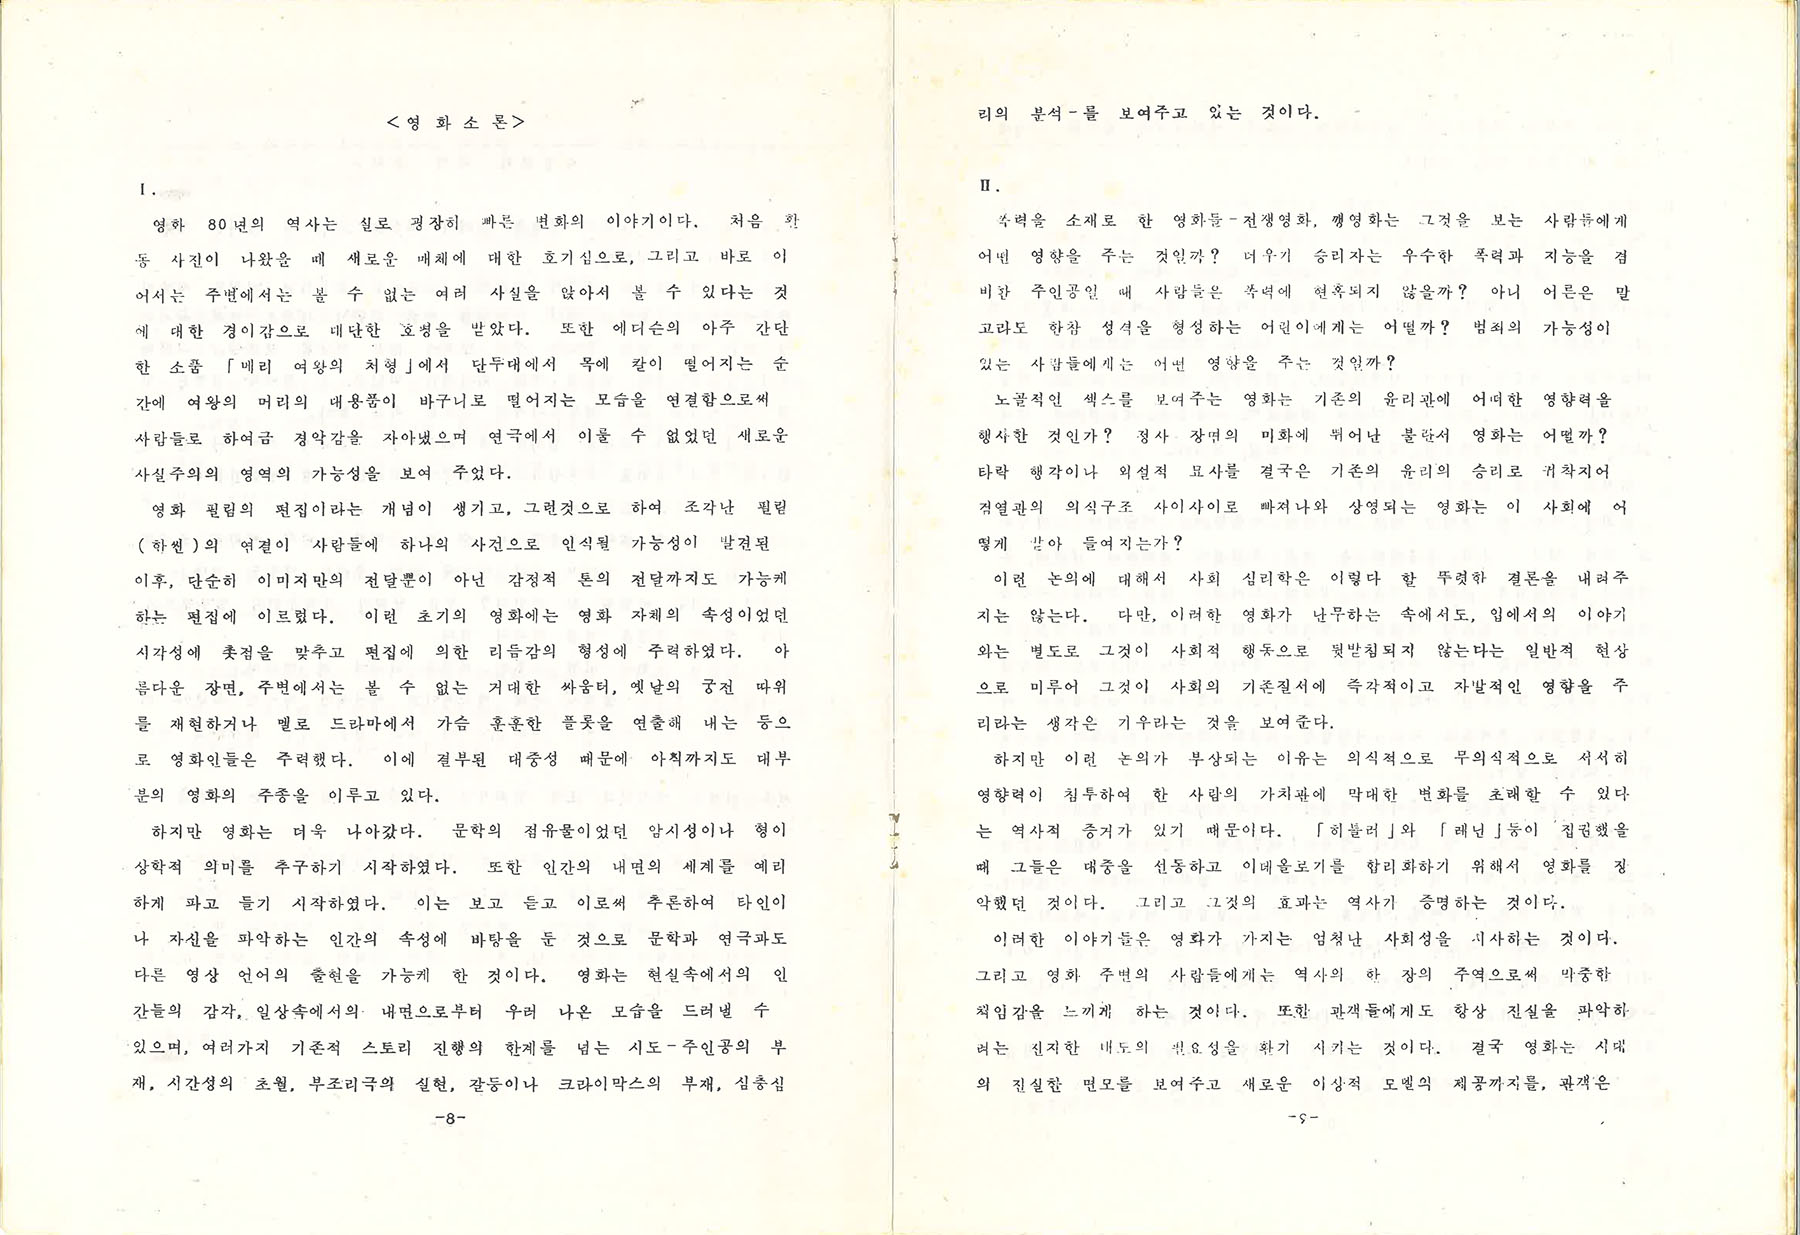 <영 화 소 론>
Ⅰ.
영화 80년의 역사는 실로 굉장히 빠른 변화의 이야기이다. 처음 활
동 사진이 나왔을 때 새로운 매체에 대한 호기심으로, 그리고 바로 이
어서는 주변에서는 볼 수 없는 여러 사실을 앉아서 볼 수 있다는 것
에 대한 경이감으로 대단한 호평을 받았다. 또한 에디슨의 아주 간단
한 소품 「메리 여왕의 처형」에서 단두대에서 목에 칼이 떨어지는 순
간에 여왕의 머리의 대용품이 바구니로 떨어지는 모습을 연결함으로써
사람들로 하여금 경악감을 자아냈으며 연극에서 이룰 수 없었던 새로운
사실주의의 영역의 가능성을 보여 주었다.
영화 필림의 편집이라는 개념이 생기고, 그런것으로 하여 조각난 필림
(한씬)의 연결이 사람들에 하나의 사건으로 인식될 가능성이 발견된
이후, 단순히 이미지만의 전달뿐이 아닌 감정적 톤의 전달까지도 가능케
하는 편집에 이르렀다. 이런 초기의 영화에는 영화 자체의 속성이었던
시각성에 촛점을 맞추고 편집에 의한 리듬감의 형성에 주력하였다. 아
름다운 장면, 주변에서는 볼 수 없는 거대한 싸움터, 옛날의 궁전 따위
를 재현하거나 멜로 드라마에서 가슴 훈훈한 플롯을 연출해 내는 등으
로 영화인들은 주력했다. 이에 결부된 대중성 때문에 아직까지도 대부
분의 영화의 주종을 이루고 있다.
하지만 영화는 더욱 나아갔다. 문학의 점유물이었던 암시성이나 형이
상학적 의미를 추구하기 시작하였다. 또한 인간의 내면의 세계를 예리
하게 파고 들기 시작하였다. 이는 보고 듣고 이로써 추론하여 타인이
나 자신을 파악하는 인간의 속성에 바탕을 둔 것으로 문학과 연극과도
다른 영상 언어의 출현을 가능케 한 것이다. 영화는 현실속에서의 인
간들의 감각, 일상속에서의 내면으로부터 우러 나온 모습을 드러낼 수
있으며, 여러가지 기존적 스토리 진행의 한계를 넘는 시도-주인공의 부
재, 시간성의 초월, 부조리극의 실현, 갈등이나 크라이막스의 부재, 심층심
-8-
리의 분석-를 보여주고 있는 것이다.
Ⅱ.
폭력을 소재로 한 영화들-전쟁영화, 깽영화는 그것을 보는 사람들에게
어떤 영향을 주는 것일까? 더우기 승리자는 우수한 폭력과 지능을 겸
비한 주인공일 때 사람들은 폭력에 현혹되지 않을까? 아니 어른은 말
고라도 한참 성격을 형성하는 어린이에게는 어떨까? 범죄의 가능성이
있는 사람들에게는 어떤 영향을 주는 것일까?
노골적인 섹스를 보여주는 영화는 기존의 윤리관에 어떠한 영향력을
행사한 것인가? 정사 장면의 미화에 뛰어난 불란서 영화는 어떨까?
타락 행각이나 외설적 묘사를 결국은 기존의 윤리의 승리로 귀착지어
검열관의 의식구조 사이사이로 빠져나와 상영되는 영화는 이 사회에 어
떻게 받아 들여지는가?
이런 논의에 대해서 사회 심리학은 이렇다 할 뚜렷한 결론을 내려주
지는 않는다. 다만, 이러한 영화가 난무하는 속에서도, 입에서의 이야기
와는 별도로 그것이 사회적 행동으로 뒷받침되지 않는다는 일반적 현상
으로 미루어 그것이 사회의 기존질서에 즉각적이고 자발적인 영향을 주
리라는 생각은 기우라는 것을 보여준다.
하지만 이런 논의가 부상되는 이유는 의식적으로 무의식적으로 서서히
영향력이 침투하여 한 사람의 가치관에 막대한 변화를 초래할 수 있다
는 역사적 증거가 있기 때문이다. 「히틀러」와 「레닌」등이 집권했을
때 그들은 대중을 선동하고 이데올로기를 합리화하기 위해서 영화를 장
악했던 것이다. 그리고 그것의 효과는 역사가 증명하는 것이다.
이러한 이야기들은 영화가 가지는 엄청난 사회성을 시사하는 것이다.
그리고 영화 주변의 사람들에게는 역사의 한 장의 주역으로써 막중한
책임감을 느끼게 하는 것이다. 또한 관객들에게도 항상 진실을 파악하
려는 진지한 태도의 필요성을 환기 시키는 것이다. 결국 영화는 시대
의 진실한 면모를 보여주고 새로운 이상적 모델의 제공까지를, 관객은
-9-